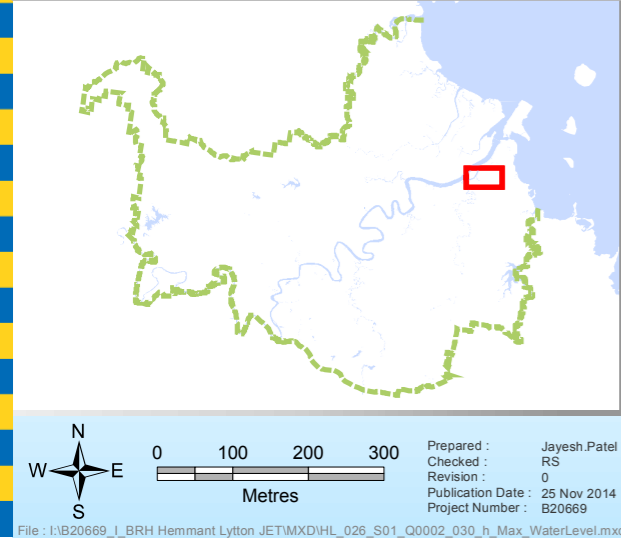 N
W E
S
0 100 200 300
Metres
Prepared : Jayesh.Patel
Checked : RS
Revision : 0
Publication Date : 25 Nov 2014
Project Number : B20669
File : I:\B20669_I_BRH Hemmant Lytton JET\MXD\HL_026_S01_Q0002_030_h_Max_WaterLevel.mxd